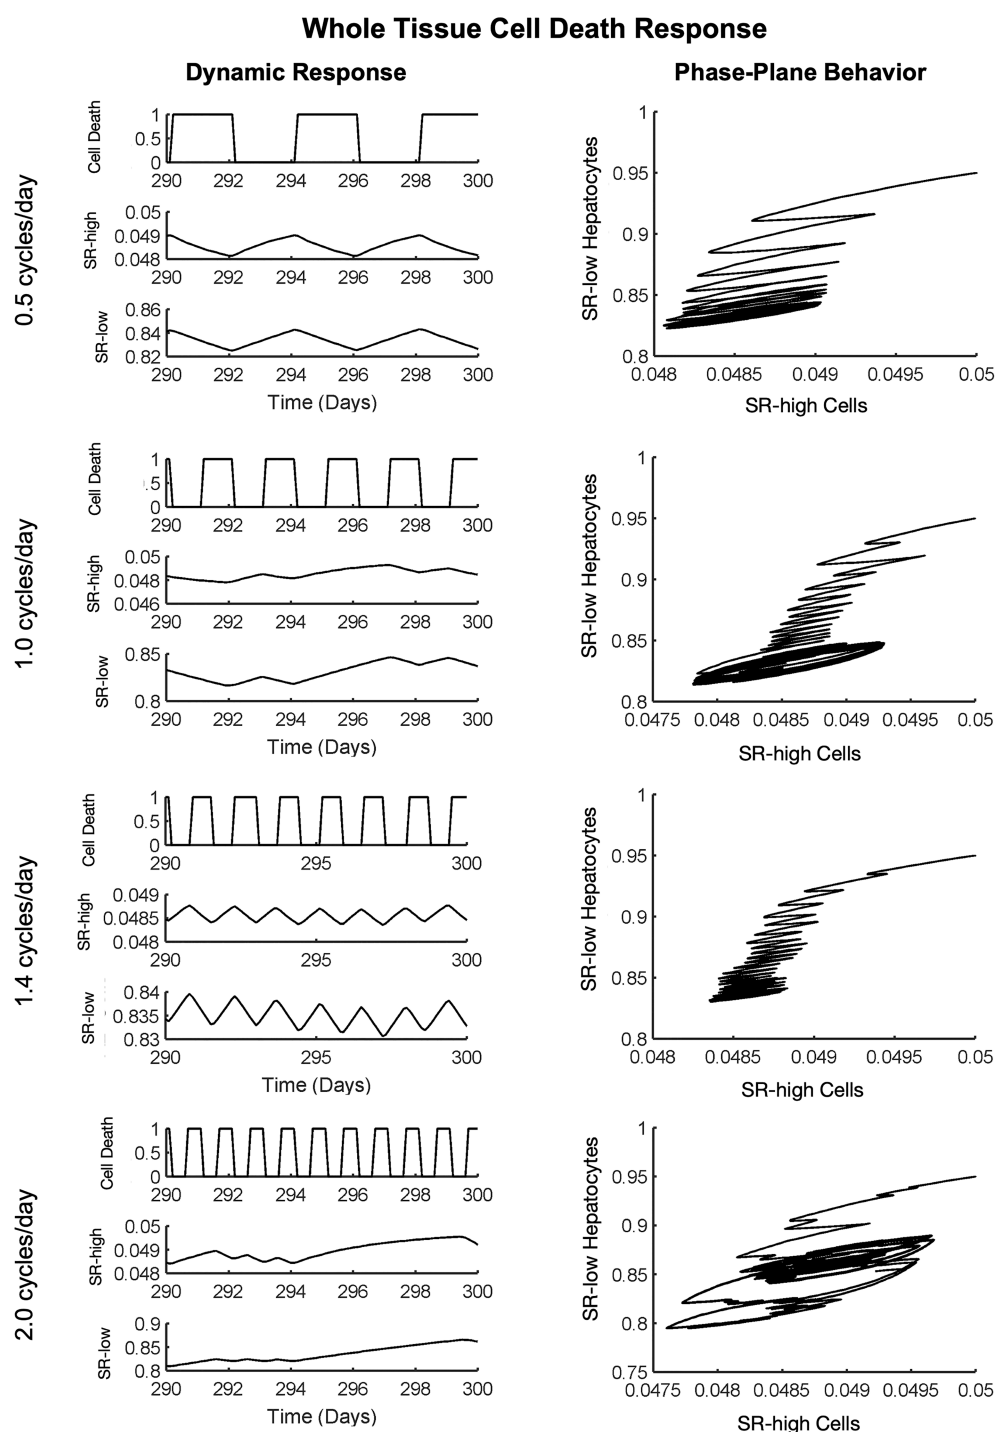 Whole Tissue Cell Death Response
Dynamic Response
Phase-Plane Behavior
0.5 cycles/day
Cell Death
1
0.5
0
290 292 294 296 298 300
SR-high
0.05
0.049
0.048
290 292 294 296 298 300
SR-low
0.86
0.84
0.82
290 292 294 296 298 300
Time (Days)
SR-low Hepatocytes
1
0.95
0.9
0.85
0.8
0.048 0.0485 0.049 0.0495 0.05
SR-high Cells
1.0 cycles/day
Cell Death
1
.5
0
290 292 294 296 298 300
SR-high
0.05
0.048
0.046
290 292 294 296 298 300
SR-low
0.85
0.8
290 292 294 296 298 300
Time (Days)
SR-low Hepatocytes
1
0.95
0.9
0.85
0.8
0.0475 0.048 0.0485 0.049 0.0495 0.05
SR-high Cells
1.4 cycles/day
Cell Death
1
0.5
0
290 295 300
SR-high
0.049
0.0485
0.048
290 295 300
SR-low
0.84
0.835
0.83
290 295 300
Time (Days)
SR-low Hepatocytes
1
0.95
0.9
0.85
0.8
0.048 0.0485 0.049 0.0495 0.05
SR-high Cells
2.0 cycles/day
Cell Death
1
0.5
0
290 292 294 296 298 300
SR-high
0.05
0.049
0.048
290 292 294 296 298 300
SR-low
0.9
0.85
0.8
290 292 294 296 298 300
Time (Days)
SR-low Hepatocytes
1
0.95
0.9
0.85
0.8
0.75
0.0475 0.048 0.0485 0.049 0.0495 0.05
SR-high Cells